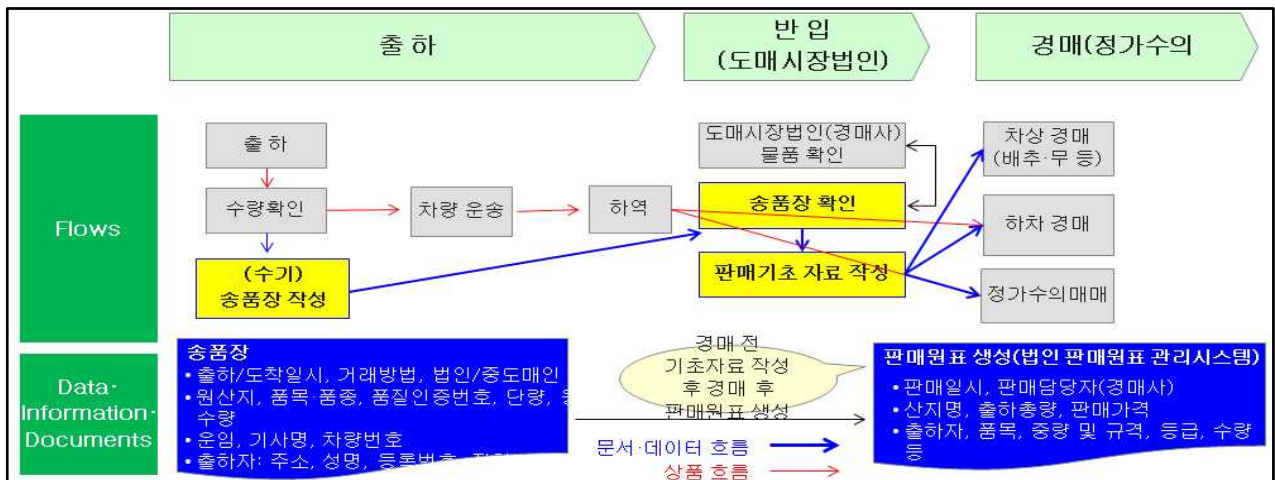 출 하
반 입
(도매시장법인)
경매(정가수의
Flows
출 하
수량확인
(수기)
송품장 작성
차량 운송
하역
도매시장법인(경매사)
물품 확인
송품장 확인
판매기초 자료 작성
차상 경매
(배추·무 등)
하차 경매
정가수의매매
Data·
Information·
Documents
송품장
• 출하/도착일시, 거래방법, 법인/중도매인
• 원산지, 품목·품종, 품질인증번호, 단량,
수량
• 운임, 기사명, 차량번호
• 출하자: 주소, 성명, 등록번호,
경매 전
기초자료 작성
후 경매 후
판매원표 생성
문서·데이터 흐름
상품 흐름
판매원표 생성(법인 판매원표 관리시스템)
• 판매일시, 판매담당자(경매사)
• 산지명, 출하총량, 판매가격
• 출하자, 품목, 중량 및 규격, 등급, 수량
등